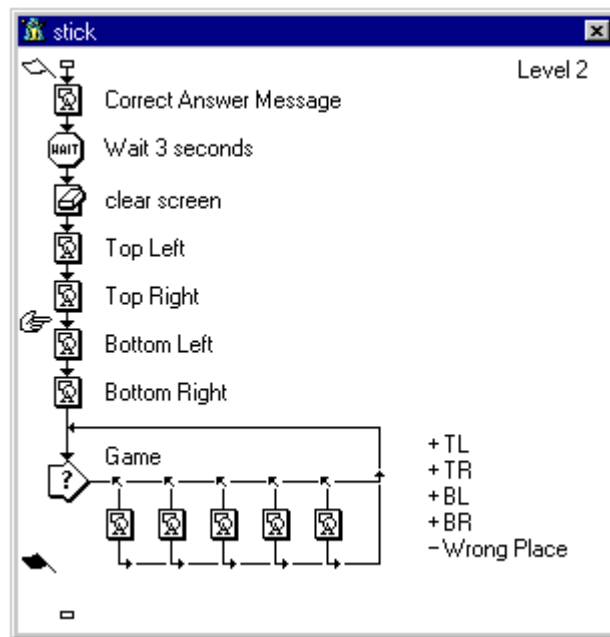 stick
Level 2
Correct Answer Message
WAIT
Wait 3 seconds
clear screen
Top Left
Top Right
Bottom Left
Bottom Right
Game
?
+ TL
+ TR
+ BL
+ BR
- Wrong Place